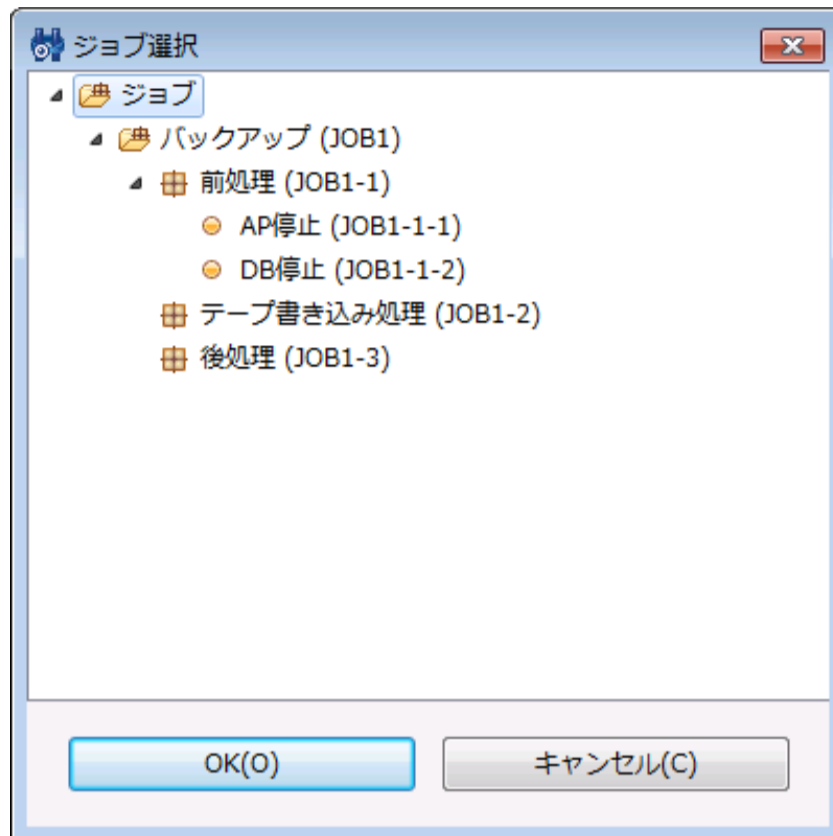 ジョブ選択
ジョブ
バックアップ (JOB1)
前処理 (JOB1-1)
AP停止 (JOB1-1-1)
DB停止 (JOB1-1-2)
テープ書き込み処理 (JOB1-2)
後処理 (JOB1-3)
OK(O)
キャンセル(C)